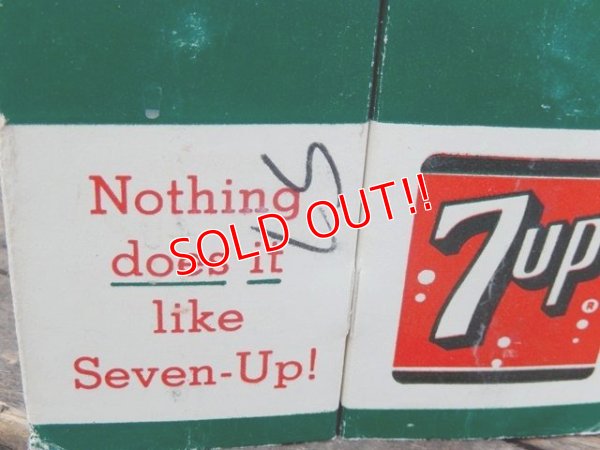 Nothing
does it
like
Seven-Up!
7up
®
SOLD OUT!!